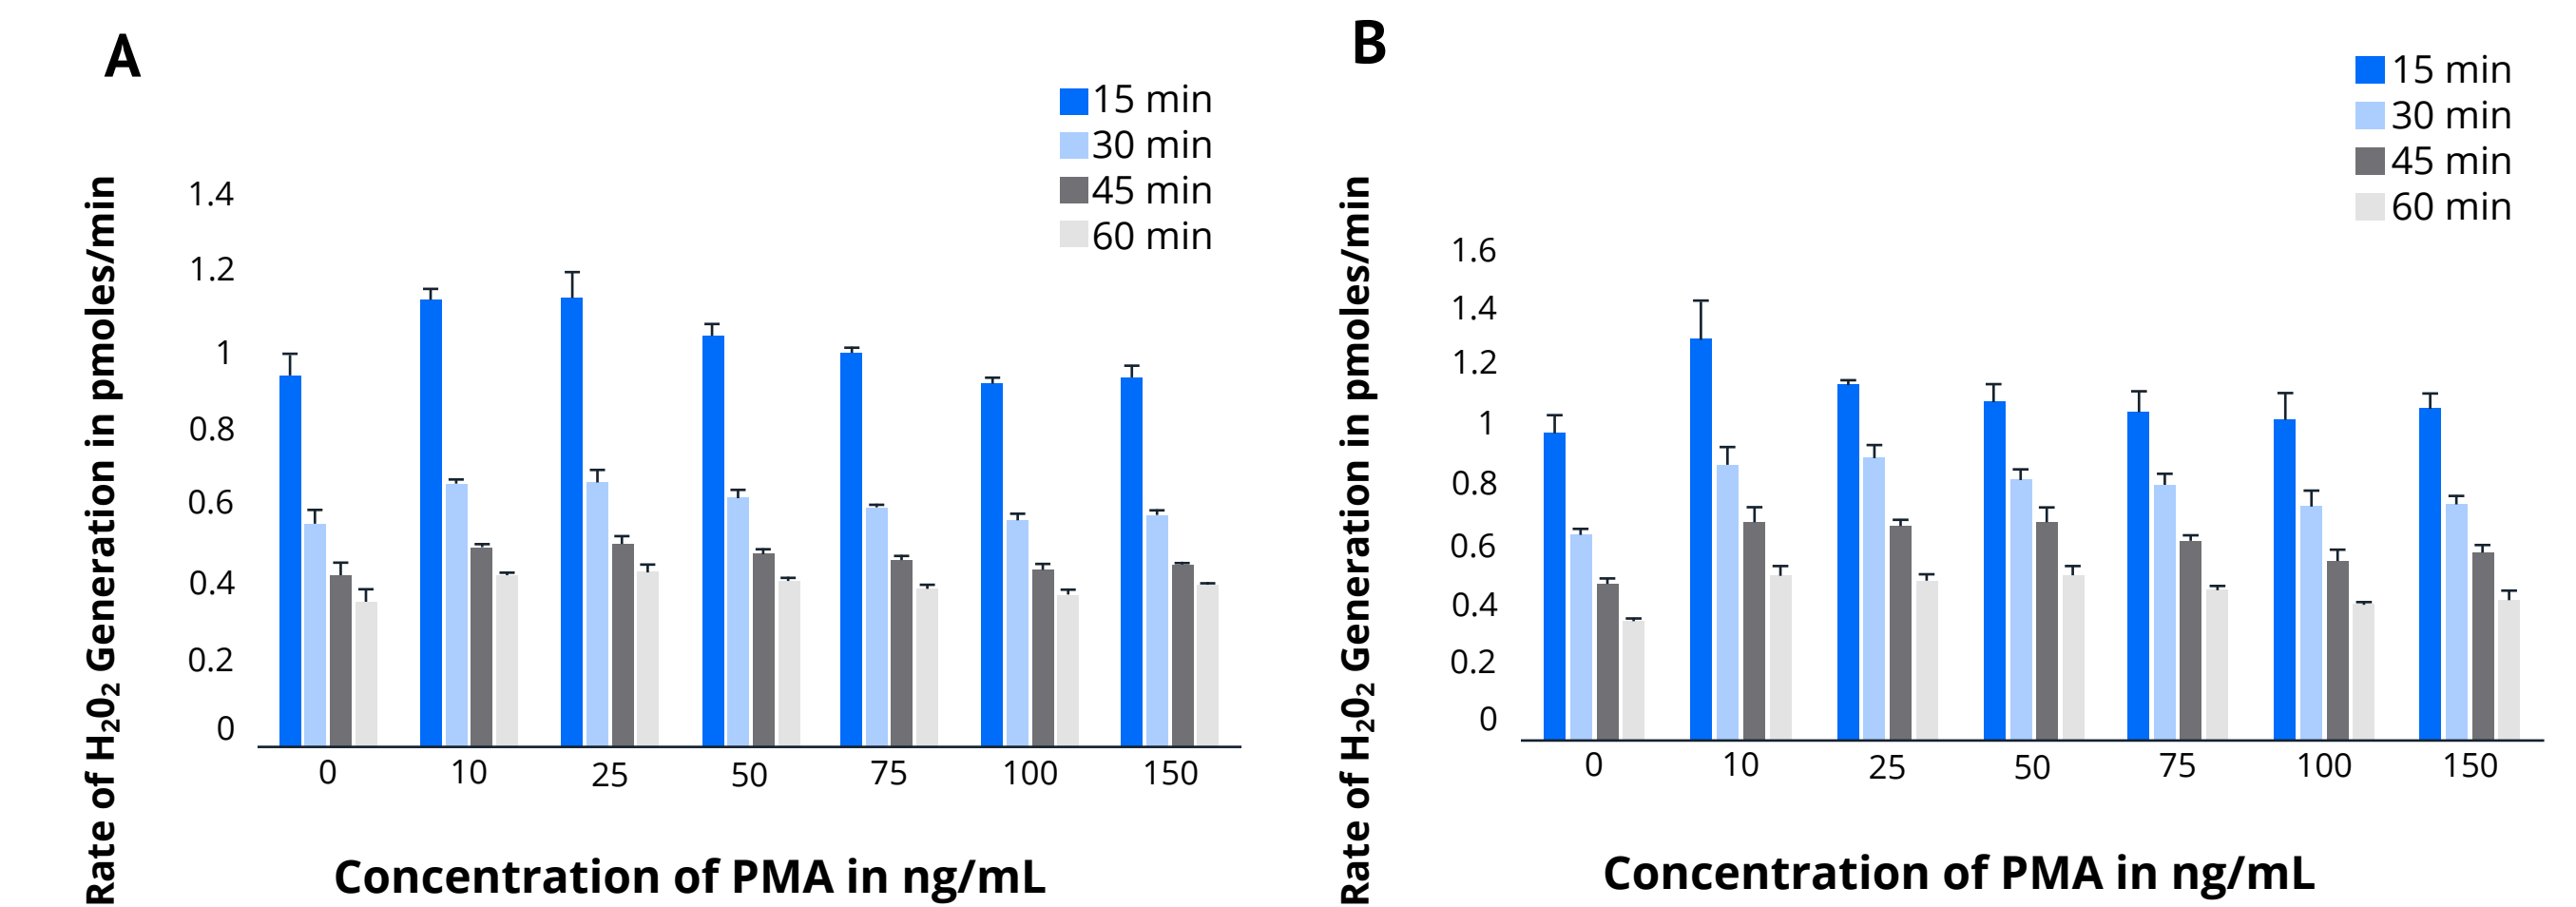 A
15 min
30 min
45 min
60 min
Rate of H₂0₂ Generation in pmoles/min
1.4
1.2
1
0.8
0.6
0.4
0.2
0
0 10 25 50 75 100 150
Concentration of PMA in ng/mL
B
15 min
30 min
45 min
60 min
Rate of H₂0₂ Generation in pmoles/min
1.6
1.4
1.2
1
0.8
0.6
0.4
0.2
0
0 10 25 50 75 100 150
Concentration of PMA in ng/mL